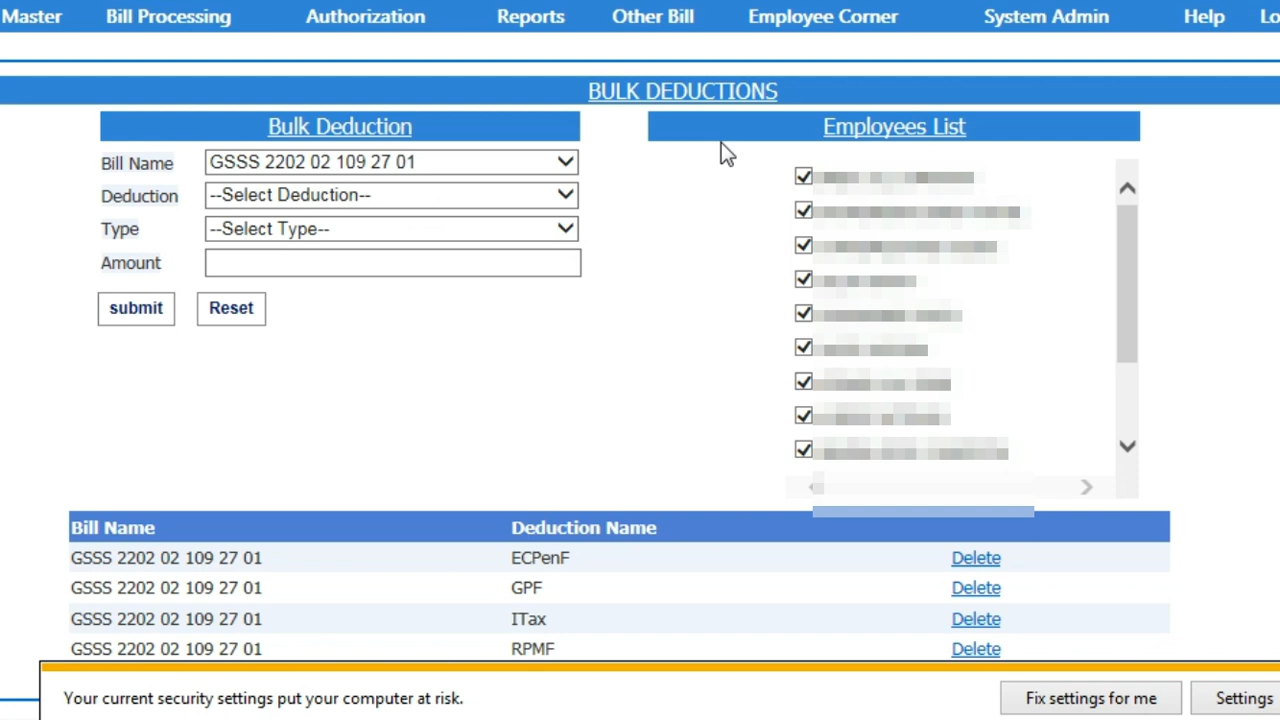 Master Bill Processing Authorization Reports Other Bill Employee Corner System Admin Help Lo
BULK DEDUCTIONS
Bulk Deduction
Bill Name GSSS 2202 02 109 27 01
Deduction --Select Deduction--
Type --Select Type--
Amount
submit Reset
Employees List
Bill Name Deduction Name
GSSS 2202 02 109 27 01 ECPenF Delete
GSSS 2202 02 109 27 01 GPF Delete
GSSS 2202 02 109 27 01 ITax Delete
GSSS 2202 02 109 27 01 RPMF Delete
Your current security settings put your computer at risk. Fix settings for me Settings